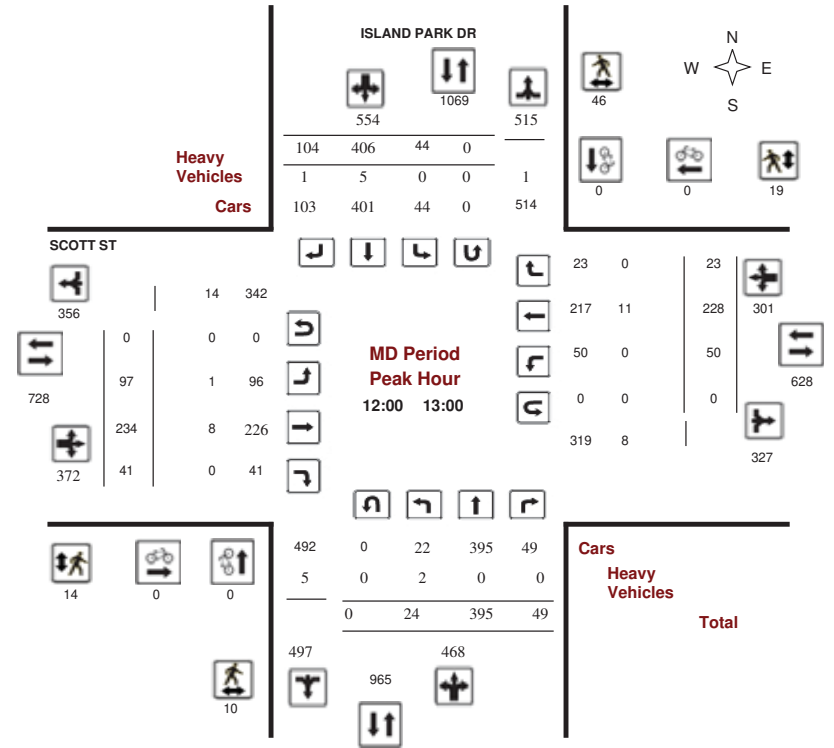 ISLAND PARK DR
N
W E
S
1069
46
554 515
104 406 44 0
Heavy
Vehicles
1 5 0 0 1
Cars
103 401 44 0 514
0 0 19
SCOTT ST
356
14 342
23 0 23
217 11 228 301
0 0 0
MD Period
Peak Hour
12:00 13:00
50 0 50
97 1 96
728
628
0 0 0
234 8 226
319 8
327
372
41 0 41
492 0 22 395 49
Cars
5 0 2 0 0
Heavy
Vehicles
14 0 0
0 24 395 49
Total
497 468
965
10